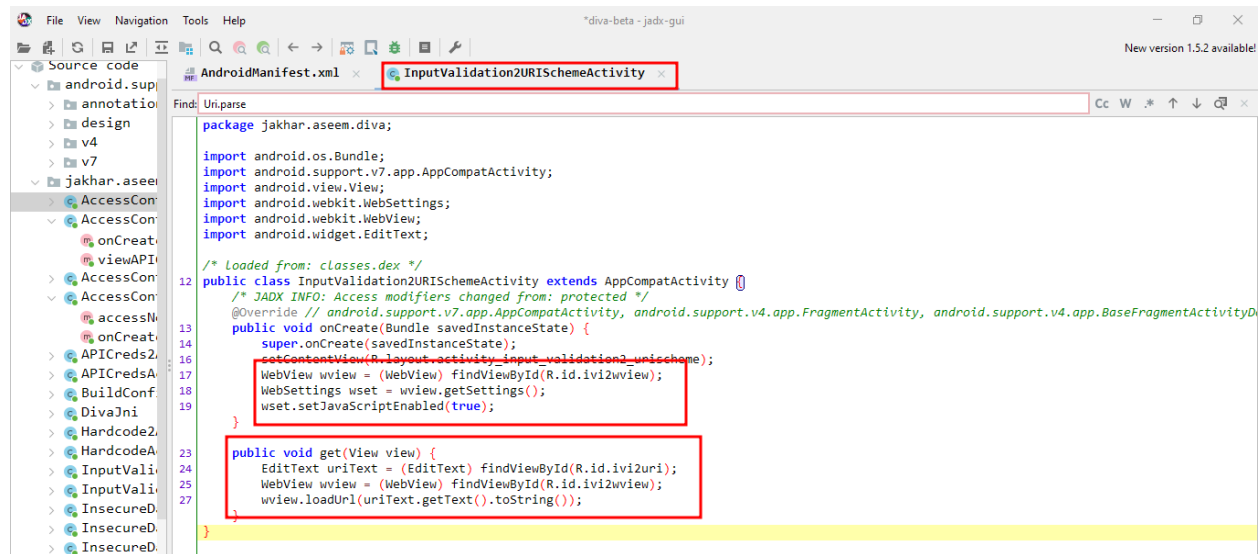 File View Navigation Tools Help *diva-beta - jadx-gui
New version 1.5.2 available!
Source code
android.sup
annotation
design
v4
v7
jakhar.aseem
AccessCon
AccessCon
onCreate
viewAPI
AccessCon
AccessCon
accessN
onCreat
APICreds2
APICredsA
BuildConf
DivaJni
Hardcode2
HardcodeA
InputVali
InputVali
InsecureD
InsecureD
InsecureD
AndroidManifest.xml InputValidation2URISchemeActivity
Find: Uri.parse Cc W .*
package jakhar.aseem.diva;
import android.os.Bundle;
import android.support.v7.app.AppCompatActivity;
import android.view.View;
import android.webkit.WebSettings;
import android.webkit.WebView;
import android.widget.EditText;
/* loaded from: classes.dex */
12 public class InputValidation2URISchemeActivity extends AppCompatActivity {
/* JADX INFO: Access modifiers changed from: protected */
@Override // android.support.v7.app.AppCompatActivity, android.support.v4.app.FragmentActivity, android.support.v4.app.BaseFragmentActivityD
13 public void onCreate(Bundle savedInstanceState) {
14 super.onCreate(savedInstanceState);
16 setContentView(R.layout.activity_input_validation2_urischeme);
17 WebView wview = (WebView) findViewById(R.id.ivi2wview);
18 WebSettings wset = wview.getSettings();
19 wset.setJavaScriptEnabled(true);
}
23 public void get(View view) {
24 EditText uriText = (EditText) findViewById(R.id.ivi2uri);
25 WebView wview = (WebView) findViewById(R.id.ivi2wview);
27 wview.loadUrl(uriText.getText().toString());
}
}